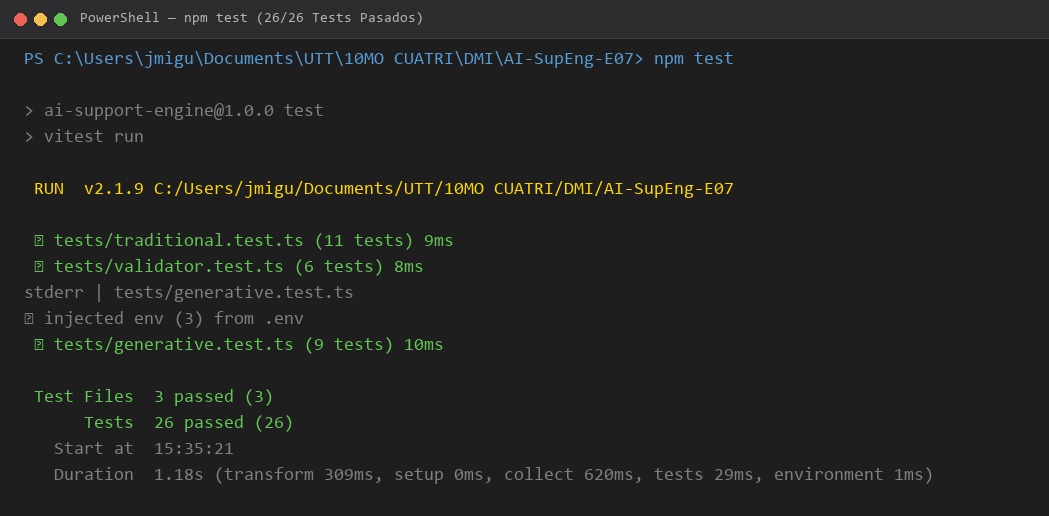 PowerShell — npm test (26/26 Tests Pasados)
PS C:\Users\jmigu\Documents\UTT\10MO CUATRI\DMI\AI-SupEng-E07> npm test
> ai-support-engine@1.0.0 test
> vitest run
RUN  v2.1.9 C:/Users/jmigu/Documents/UTT/10MO CUATRI/DMI/AI-SupEng-E07
tests/traditional.test.ts (11 tests) 9ms
tests/validator.test.ts (6 tests) 8ms
stderr | tests/generative.test.ts
injected env (3) from .env
tests/generative.test.ts (9 tests) 10ms
Test Files  3 passed (3)
Tests  26 passed (26)
Start at  15:35:21
Duration  1.18s (transform 309ms, setup 0ms, collect 620ms, tests 29ms, environment 1ms)